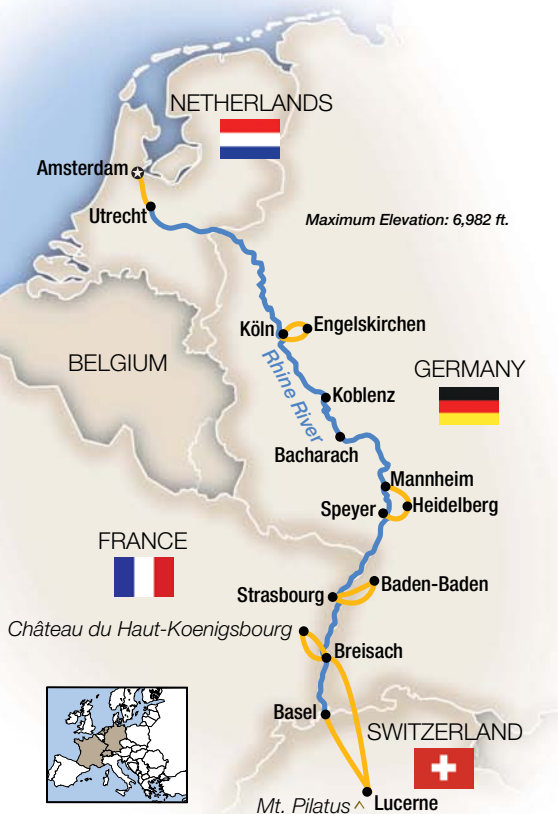 NETHERLANDS
Amsterdam
Utrecht
Maximum Elevation: 6,982 ft.
Köln
Engelskirchen
Rhine River
BELGIUM
GERMANY
Koblenz
Bacharach
Mannheim
Speyer
Heidelberg
FRANCE
Strasbourg
Baden-Baden
Château du Haut-Koenigsbourg
Breisach
Basel
SWITZERLAND
Mt. Pilatus
Lucerne